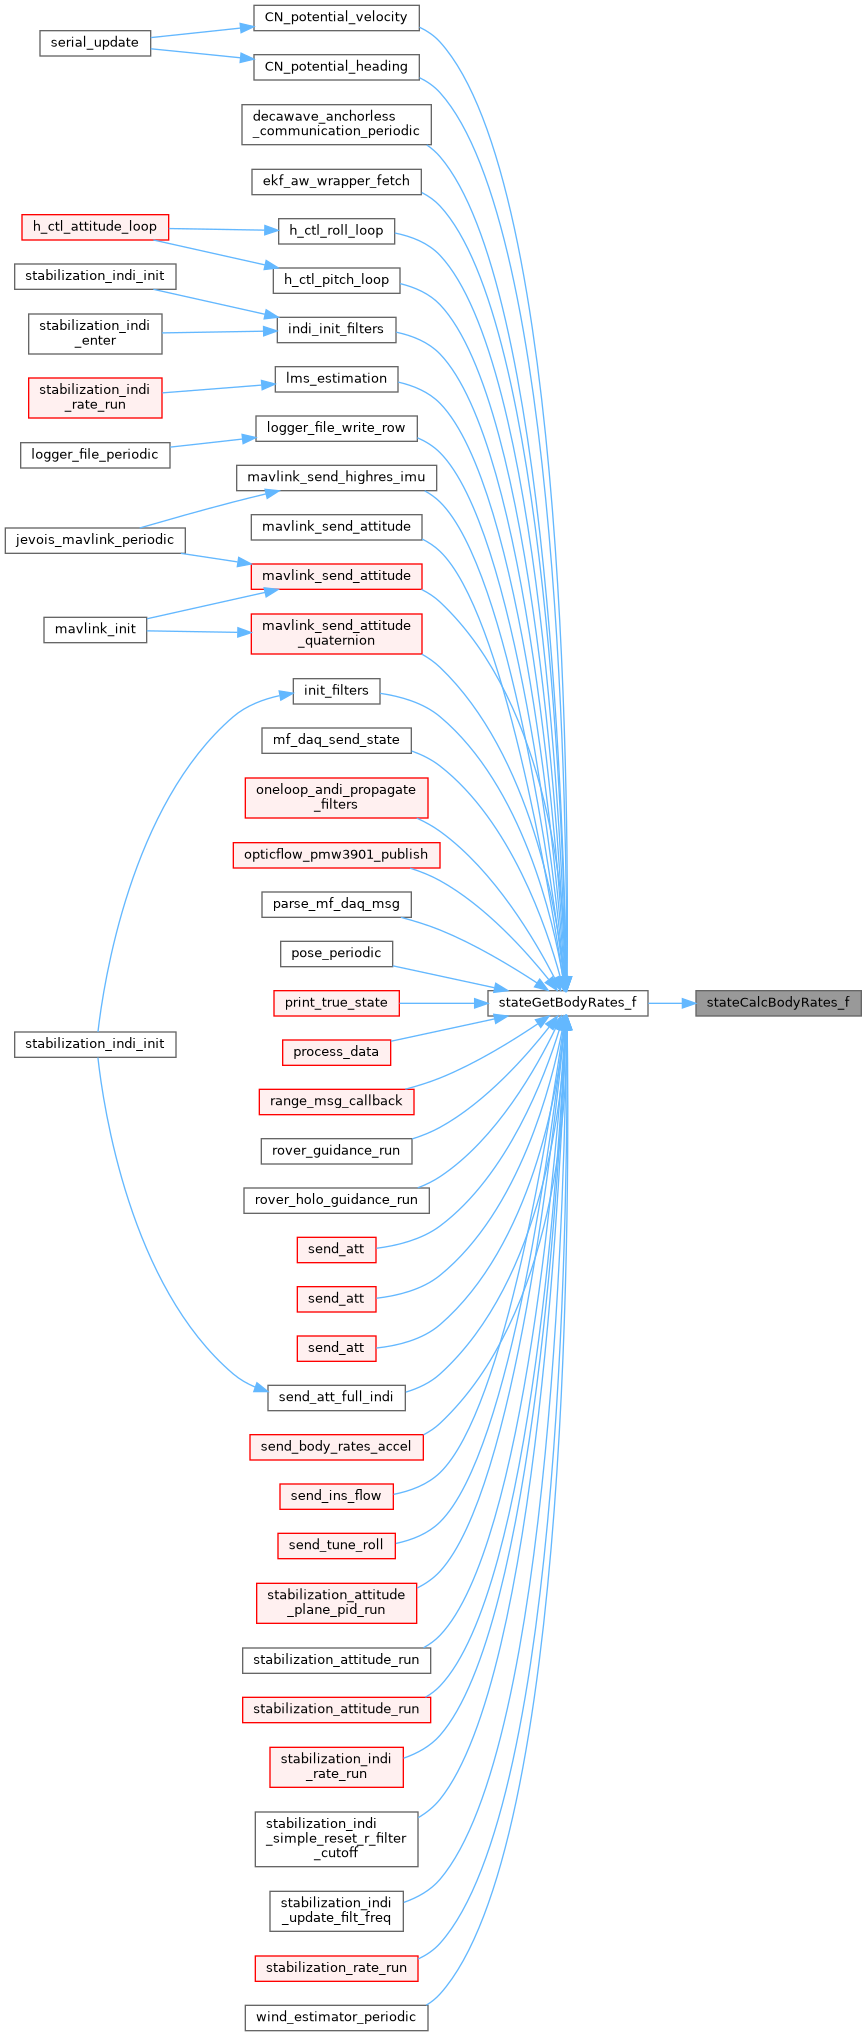 CN_potential_velocity
serial_update
CN_potential_heading
decawave_anchorless
_communication_periodic
ekf_aw_wrapper_fetch
h_ctl_attitude_loop
h_ctl_roll_loop
stabilization_indi_init
h_ctl_pitch_loop
stabilization_indi
_enter
indi_init_filters
stabilization_indi
_rate_run
lms_estimation
logger_file_write_row
logger_file_periodic
mavlink_send_highres_imu
mavlink_send_attitude
jevois_mavlink_periodic
mavlink_send_attitude
mavlink_init
mavlink_send_attitude
_quaternion
init_filters
mf_daq_send_state
oneloop_andi_propagate
_filters
opticflow_pmw3901_publish
parse_mf_daq_msg
pose_periodic
print_true_state
stateGetBodyRates_f
stateCalcBodyRates_f
stabilization_indi_init
process_data
range_msg_callback
rover_guidance_run
rover_holo_guidance_run
send_att
send_att
send_att
send_att_full_indi
send_body_rates_accel
send_ins_flow
send_tune_roll
stabilization_attitude
_plane_pid_run
stabilization_attitude_run
stabilization_attitude_run
stabilization_indi
_rate_run
stabilization_indi
_simple_reset_r_filter
_cutoff
stabilization_indi
_update_filt_freq
stabilization_rate_run
wind_estimator_periodic